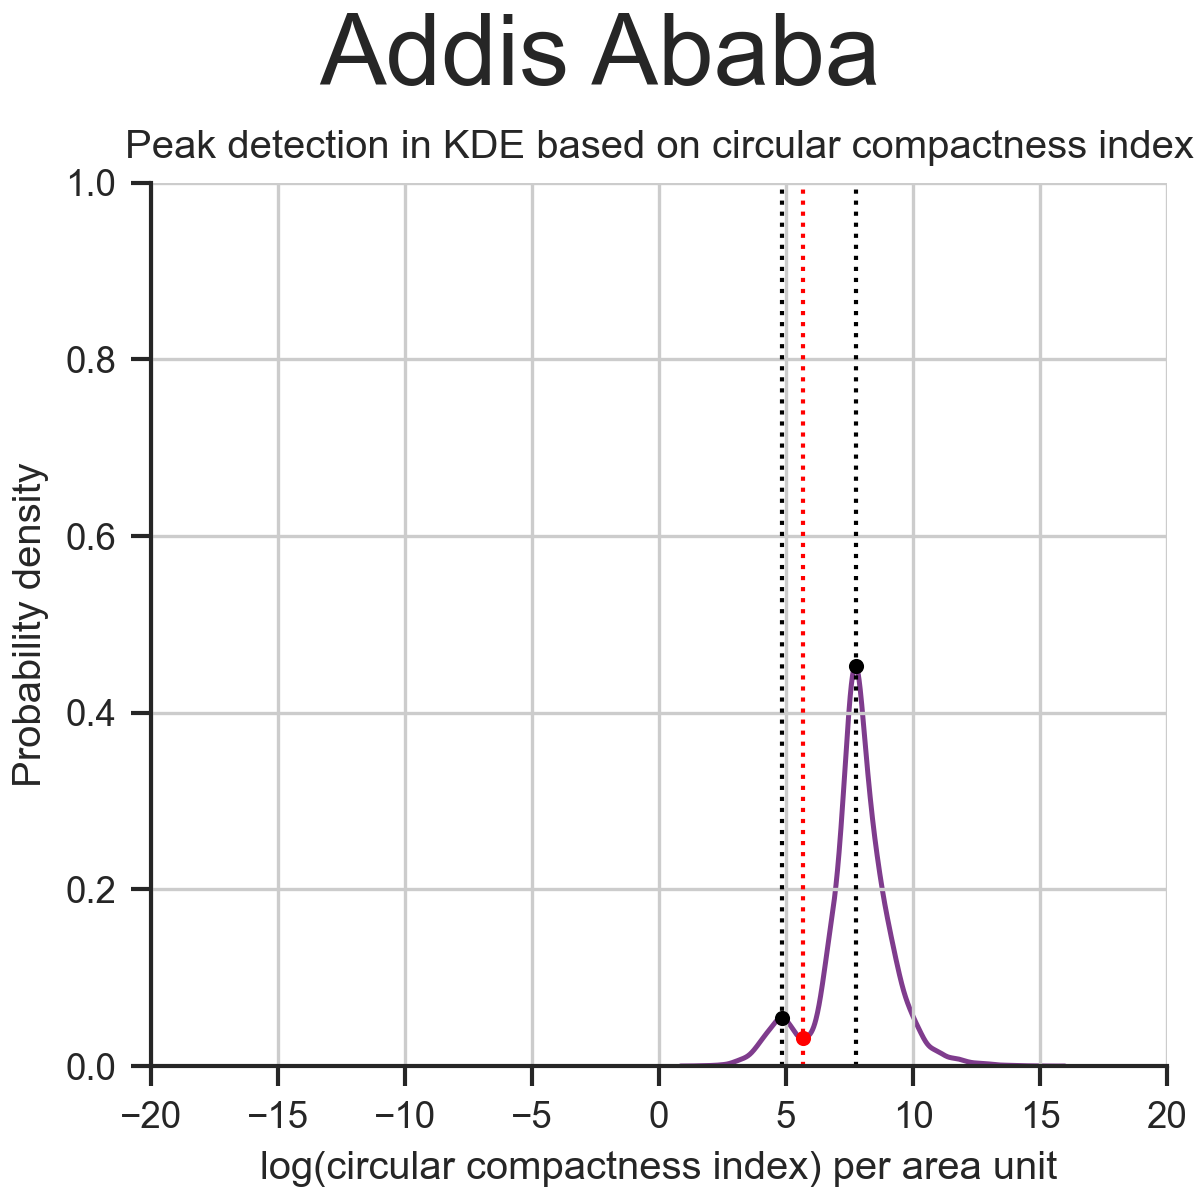 Addis Ababa
Peak detection in KDE based on circular compactness index
1.0
0.8
0.6
0.4
0.2
0.0
Probability density
−20 −15 −10 −5 0 5 10 15 20
log(circular compactness index) per area unit